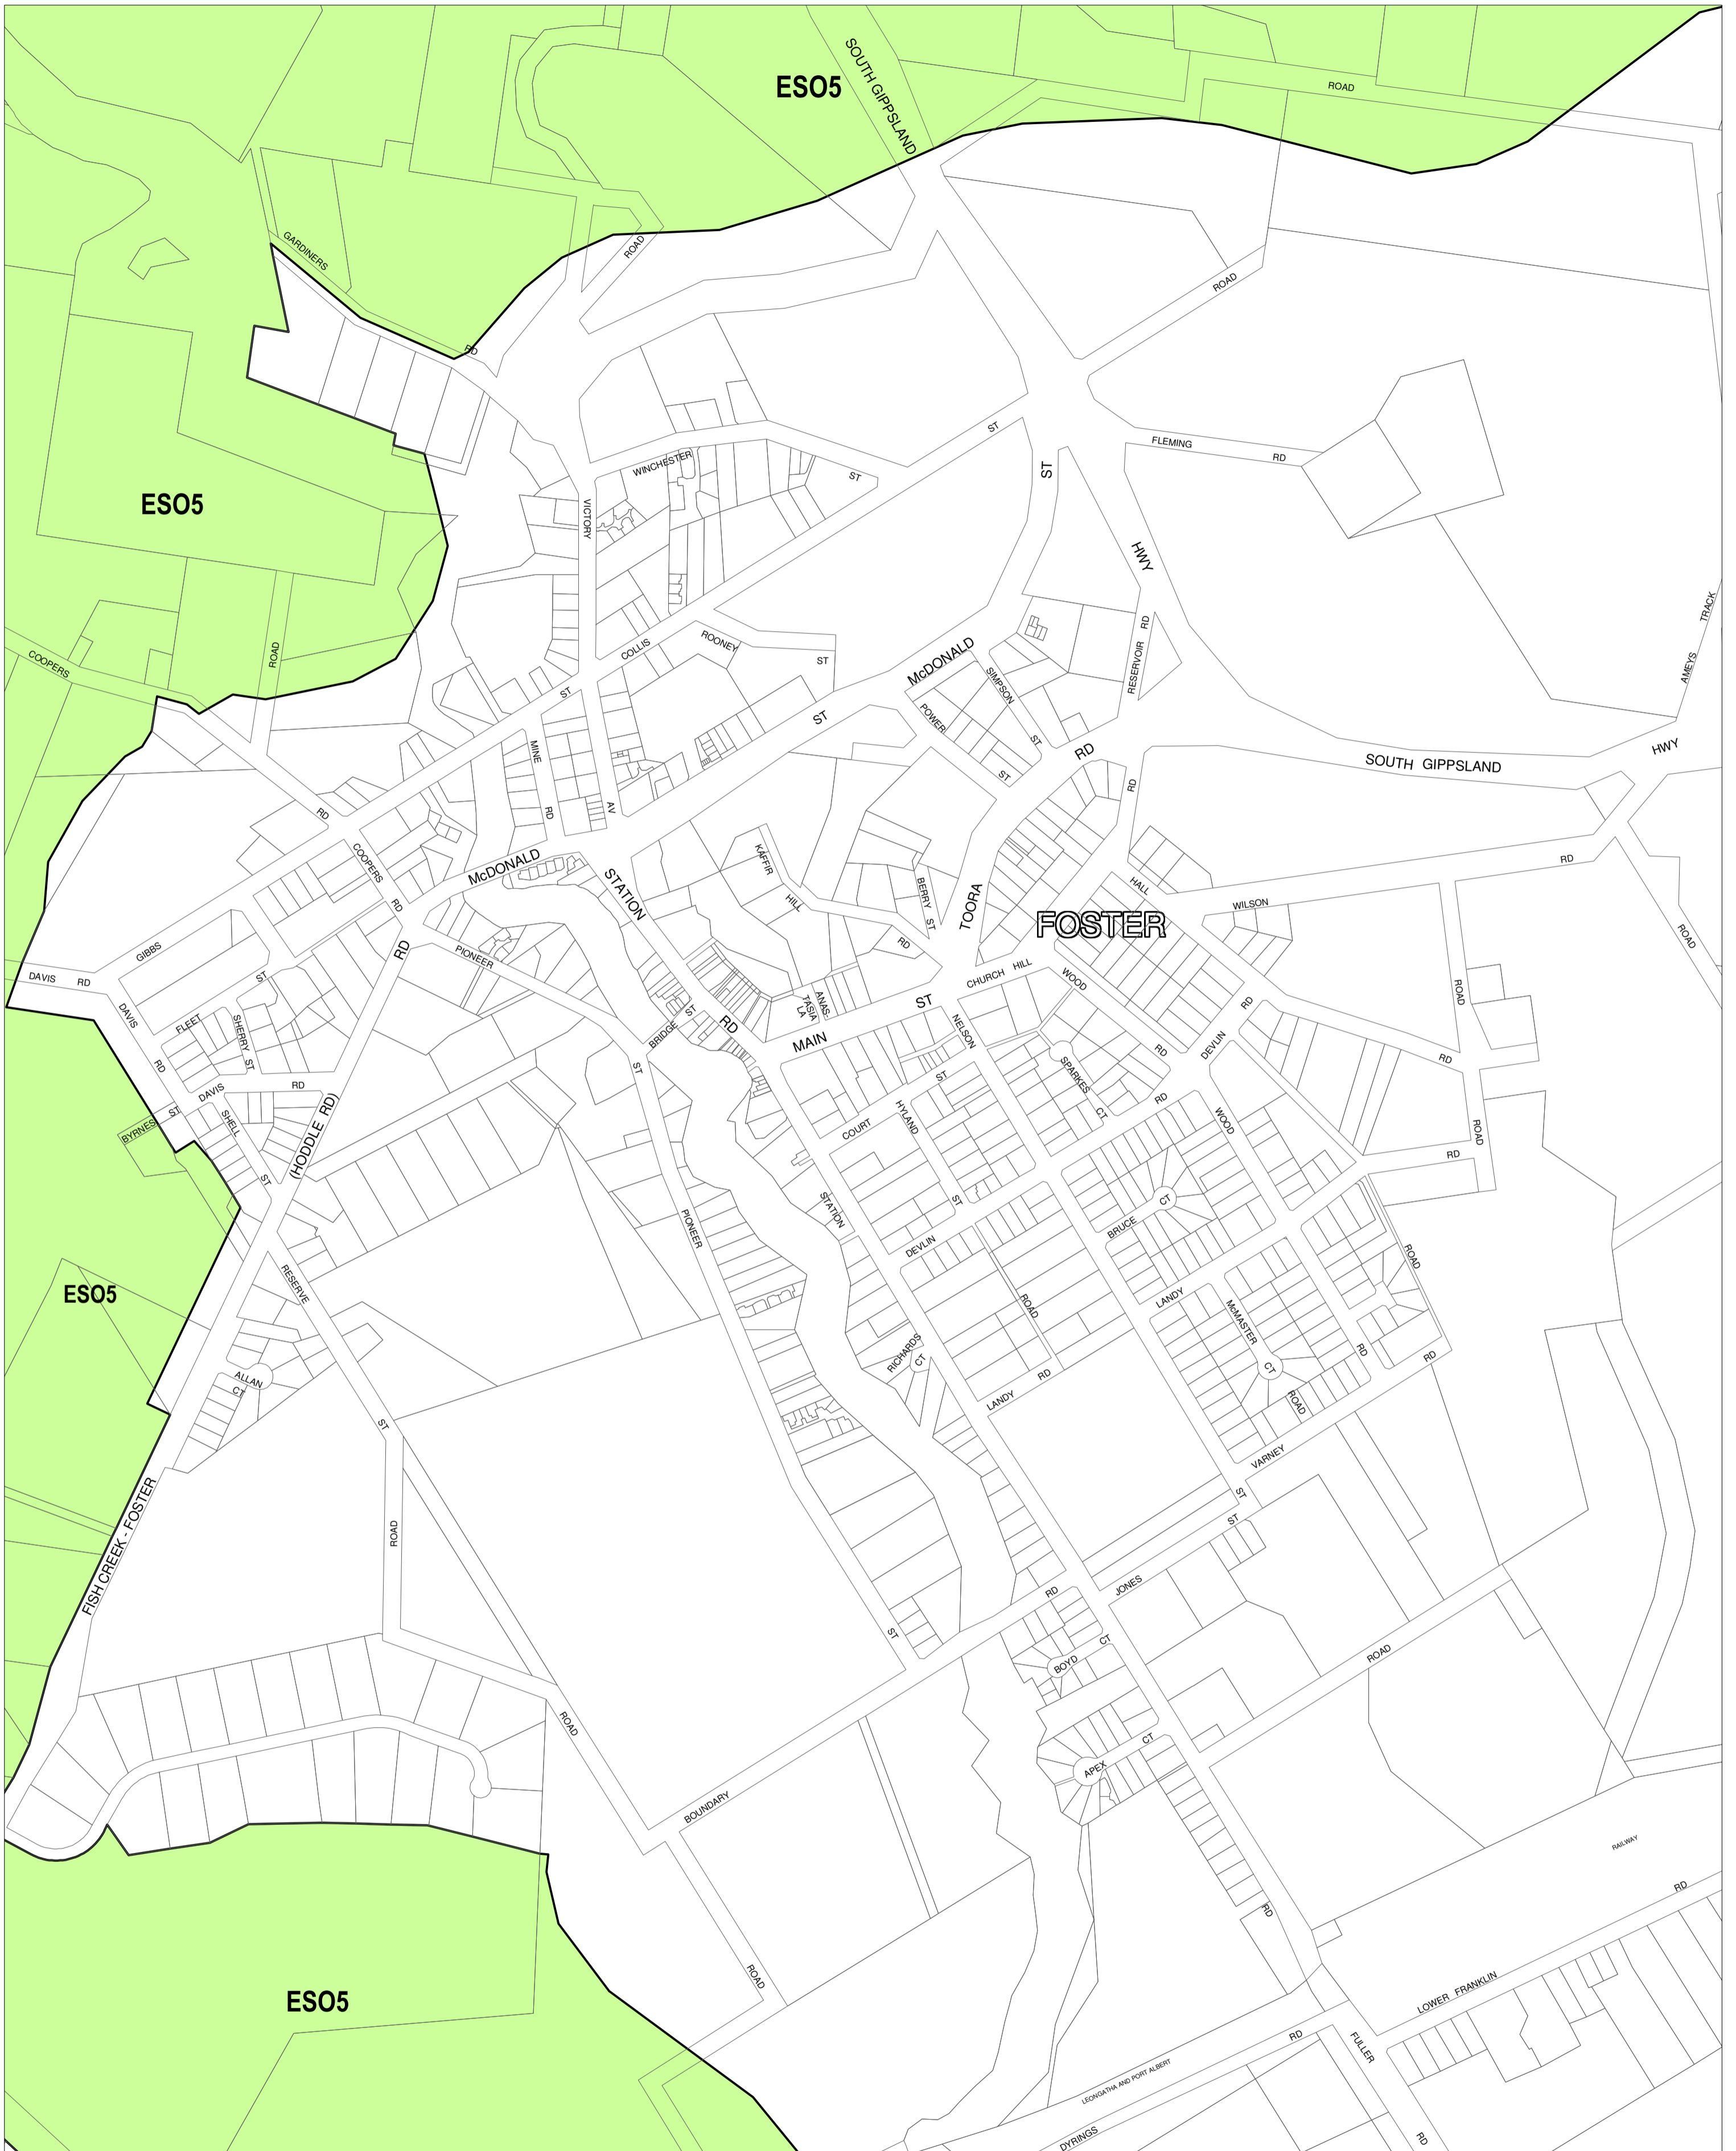 ESO5
SOUTH GIPPSLAND
ROAD
GARDINERS
ROAD
ROAD
RD
ST
FLEMING
RD
WINCHESTER
ST
ST
ESO5
VICTORY
HWY
TRACK
COLLIS
ROONEY
ST
McDONALD
RESERVOIR RD
AMEYS
COOPERS
ROAD
SIMPSON
ST
ST
POWER
ST
ST
RD
SOUTH GIPPSLAND
HWY
MINE
RD
AV
RD
RD
COOPERS
RD
McDONALD
STATION
KAFFIR
HILL
RD
BERRY ST
TOORA
HALL
RD
WILSON
FOSTER
ROAD
GIBBS
RD
PIONEER
DAVIS RD
DAVIS
RD
ST
FLEET
SHERRY ST
CHURCH HILL
WOOD
RD
ROAD
ANAS-
TASIA
LA
ST
MAIN
RD
BRIDGE ST
NELSON
DEVLIN
RD
RD
ST
SPARKES
CT
DAVIS
RD
(HODDLE RD)
BYRNES ST
SHELL
ST
ST
COURT
HYLAND
ST
RD
WOOD
ROAD
RD
STATION
PIONEER
DEVLIN
BRUCE
CT
ROAD
ESO5
RESERVE
ST
ROAD
LANDY
McMASTER
CT
RD
RD
RICHARDS
CT
ALLAN
CT
LANDY
RD
ROAD
VARNEY
ST
FISH CREEK - FOSTER
ROAD
ST
JONES
RD
ST
BOYD
CT
ROAD
ROAD
APEX
CT
BOUNDARY
RAILWAY
RD
RD
ROAD
ESO5
LOWER FRANKLIN
RD
FULLER
RD
LEONGATHA AND PORT ALBERT
DYRINGS